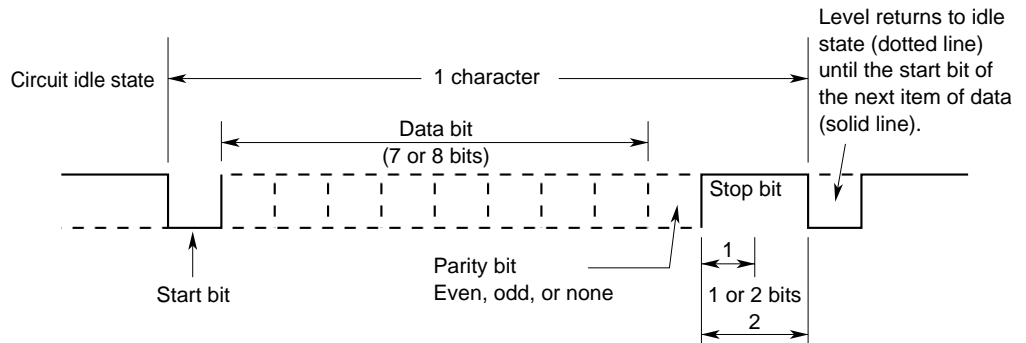 Level returns to idle
state (dotted line)
until the start bit of
the next item of data
(solid line).
Circuit idle state
1 character
Data bit
(7 or 8 bits)
Stop bit
Start bit
Parity bit
Even, odd, or none
1
1 or 2 bits
2